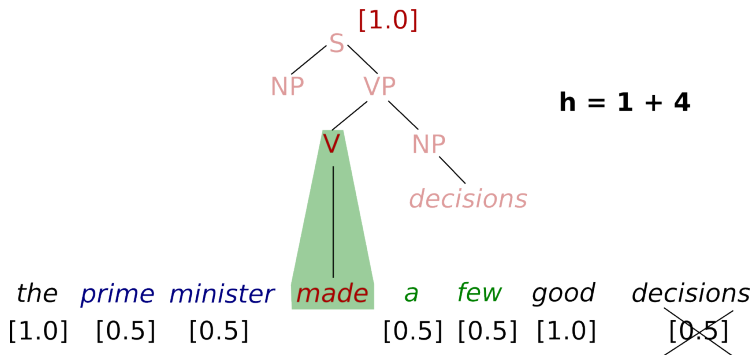 [1.0]
S
NP VP
h = 1 + 4
V NP
decisions
the prime minister made a few good decisions
[1.0] [0.5] [0.5] [0.5] [0.5] [1.0] [0.5]